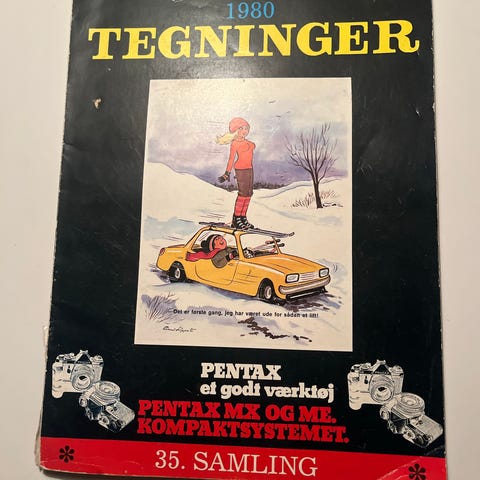 1980
TEGNINGER
Det er første gang, jeg har været ude for sådan et lift!
PENTAX
et godt værktøj
PENTAX MX OG ME.
KOMPAKTSYSTEMET.
* 35. SAMLING *